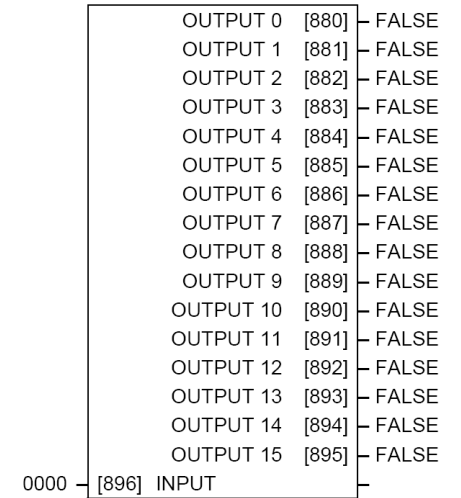 OUTPUT 0 [880] FALSE
OUTPUT 1 [881] FALSE
OUTPUT 2 [882] FALSE
OUTPUT 3 [883] FALSE
OUTPUT 4 [884] FALSE
OUTPUT 5 [885] FALSE
OUTPUT 6 [886] FALSE
OUTPUT 7 [887] FALSE
OUTPUT 8 [888] FALSE
OUTPUT 9 [889] FALSE
OUTPUT 10 [890] FALSE
OUTPUT 11 [891] FALSE
OUTPUT 12 [892] FALSE
OUTPUT 13 [893] FALSE
OUTPUT 14 [894] FALSE
OUTPUT 15 [895] FALSE
0000 [896] INPUT